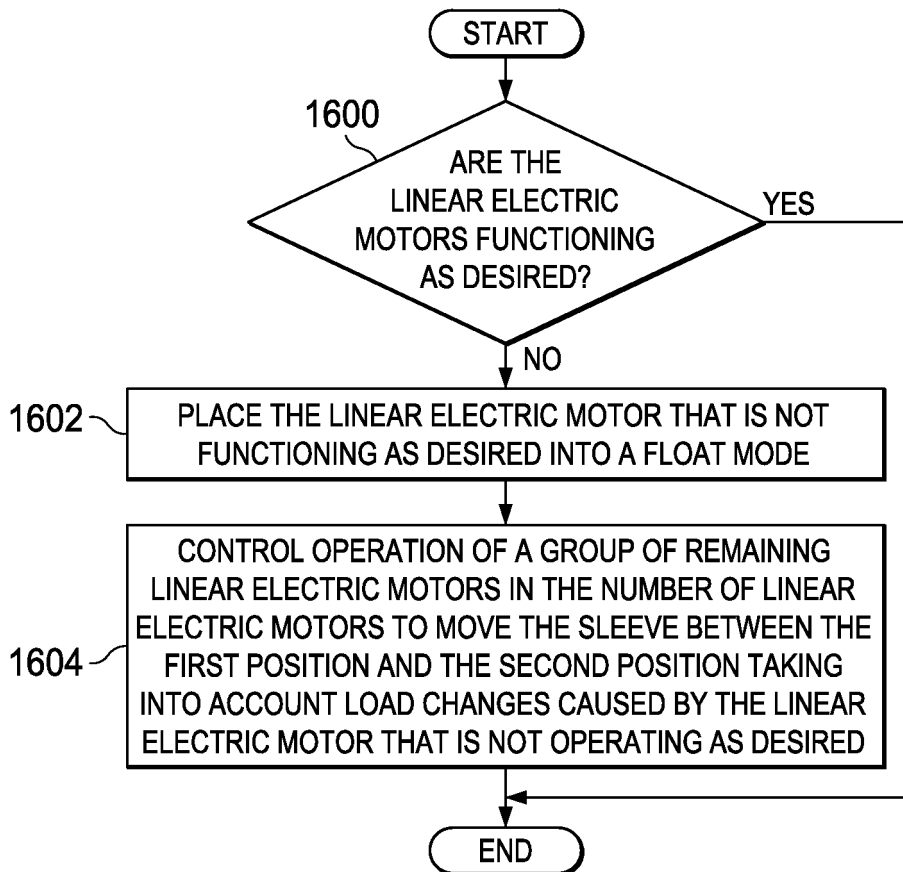 START
1600
ARE THE
LINEAR ELECTRIC
MOTORS FUNCTIONING
AS DESIRED?
YES
NO
1602
PLACE THE LINEAR ELECTRIC MOTOR THAT IS NOT
FUNCTIONING AS DESIRED INTO A FLOAT MODE
1604
CONTROL OPERATION OF A GROUP OF REMAINING
LINEAR ELECTRIC MOTORS IN THE NUMBER OF LINEAR
ELECTRIC MOTORS TO MOVE THE SLEEVE BETWEEN THE
FIRST POSITION AND THE SECOND POSITION TAKING
INTO ACCOUNT LOAD CHANGES CAUSED BY THE LINEAR
ELECTRIC MOTOR THAT IS NOT OPERATING AS DESIRED
END